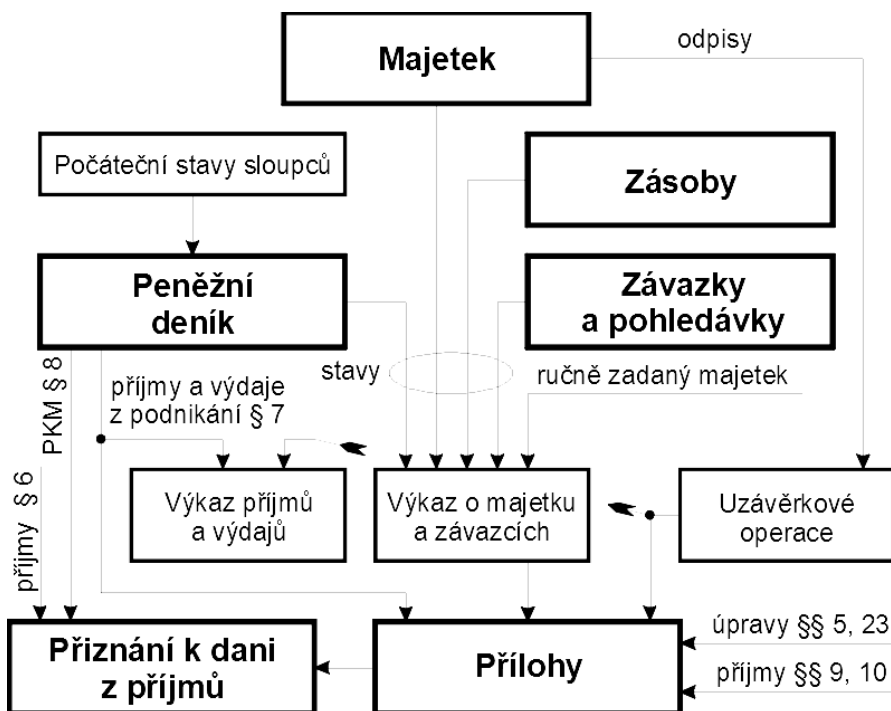 Majetek
odpisy
Počáteční stavy sloupců
Zásoby
Peněžní
deník
Závazky
a pohledávky
stavy
ručně zadaný majetek
PKM § 8
příjmy a výdaje
z podnikání § 7
příjmy § 6
Výkaz příjmů
a výdajů
Výkaz o majetku
a závazcích
Uzávěrkové
operace
Přiznání k dani
z příjmů
Přílohy
úpravy §§ 5, 23
příjmy §§ 9, 10